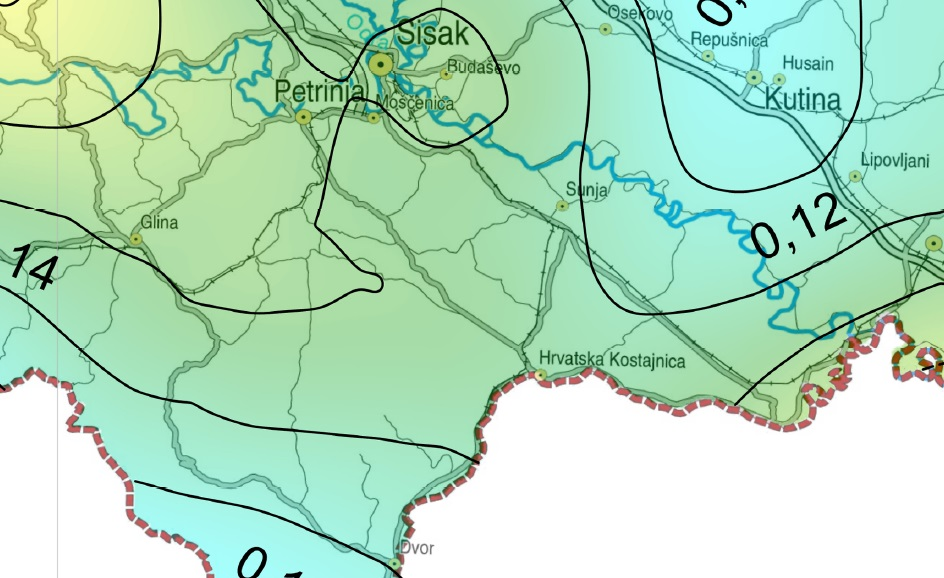 Osekovo
Sisak
Repušnica
Husain
Budaševo
Petrinja
Mošćenica
Kutina
Lipovljani
Sunja
Glina
0,12
14
Hrvatska Kostajnica
Dvor